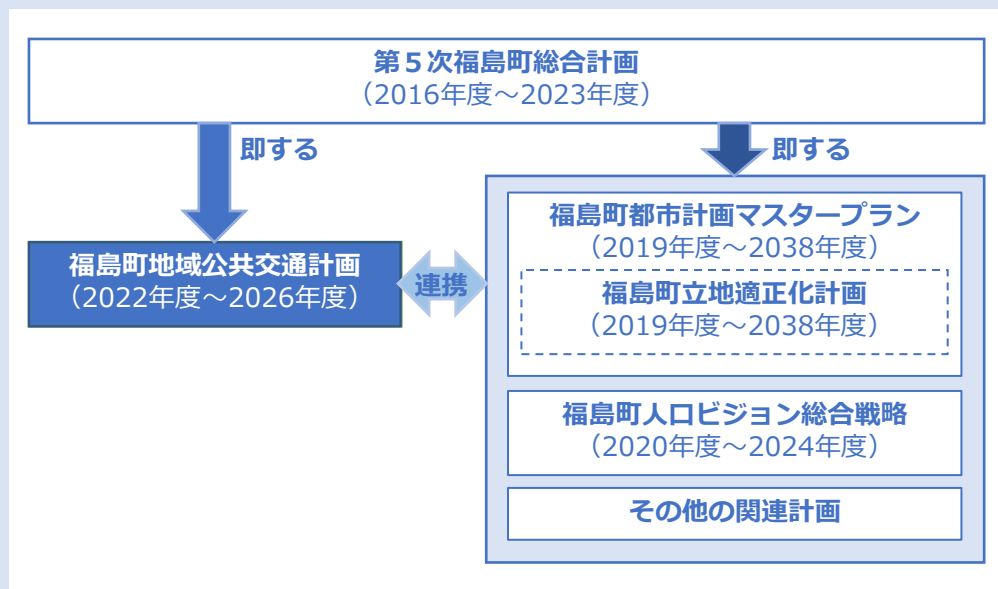 第５次福島町総合計画
（2016年度～2023年度）
即する
即する
福島町地域公共交通計画
（2022年度～2026年度）
連携
福島町都市計画マスタープラン
（2019年度～2038年度）
福島町立地適正化計画
（2019年度～2038年度）
福島町人口ビジョン総合戦略
（2020年度～2024年度）
その他の関連計画